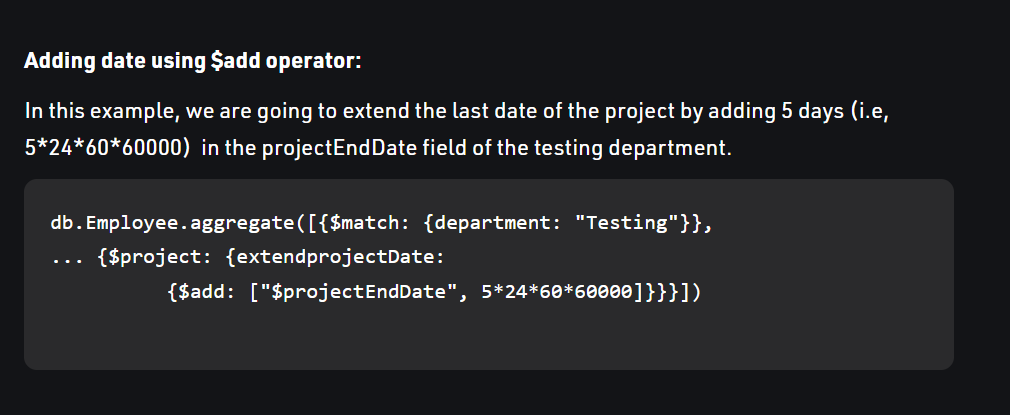 Adding date using $add operator:
In this example, we are going to extend the last date of the project by adding 5 days (i.e,
5*24*60*60000)  in the projectEndDate field of the testing department.
db.Employee.aggregate([{$match: {department: "Testing"}},
... {$project: {extendprojectDate:
          {$add: ["$projectEndDate", 5*24*60*60000]}}}])